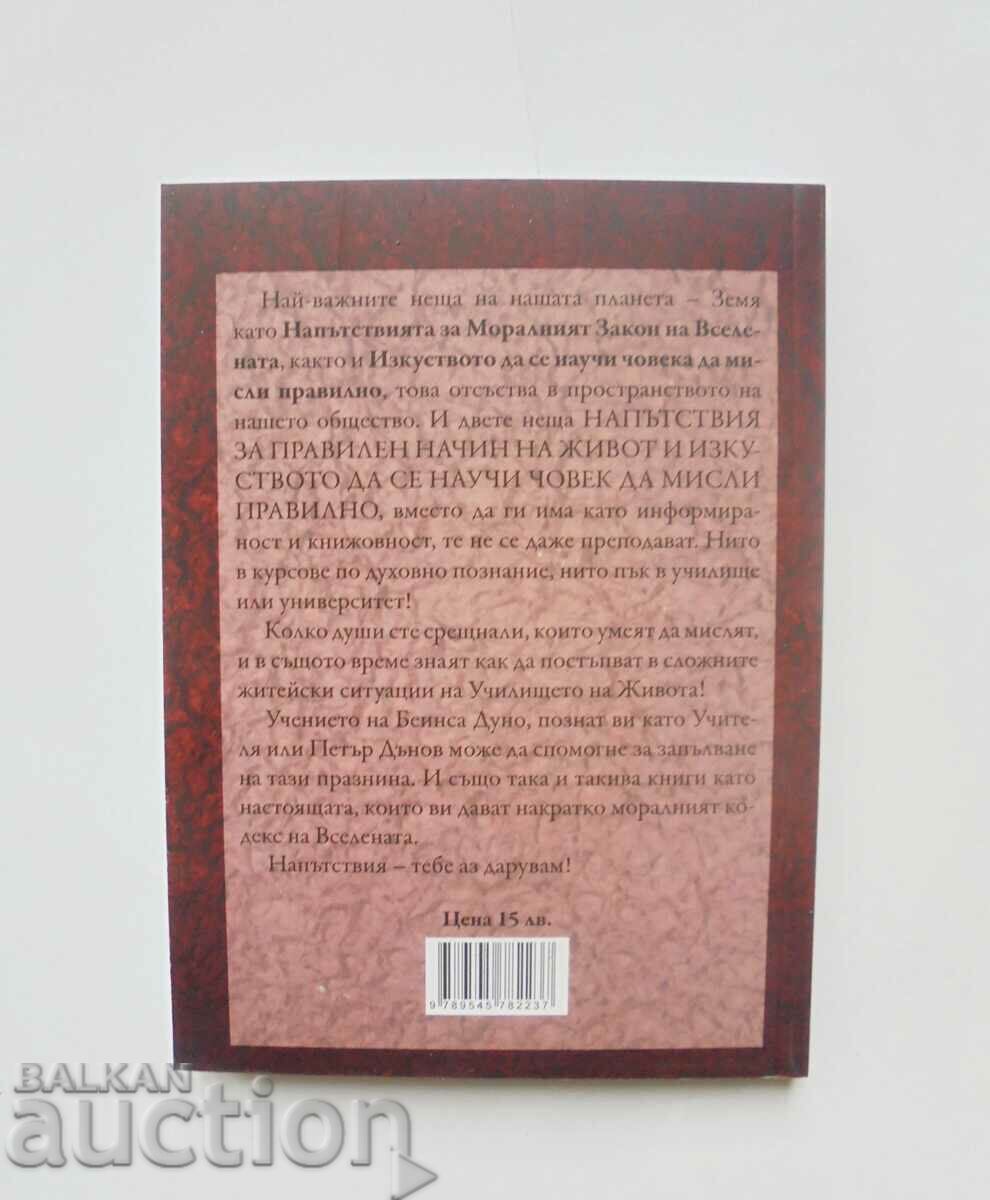 Най-важните неща на нашата планета – Земя
като Напътствията за Моралният Закон на Вселе-
ната, както и Изкуството да се научи човека да ми-
сли правилно, това отсъства в пространството на
нашето общество. И двете неща НАПЪТСТВИЯ
ЗА ПРАВИЛЕН НАЧИН НА ЖИВОТ И ИЗКУ-
СТВОТО ДА СЕ НАУЧИ ЧОВЕК ДА МИСЛИ
ПРАВИЛНО, вместо да ги има като информира-
ност и книжовност, те не се даже преподават. Нито
в курсове по духовно познание, нито пък в училище
или университет!
Колко души сте срещнали, които умеят да мислят,
и в същото време знаят как да постъпват в сложните
житейски ситуации на Училището на Живота!
Учението на Беинса Дуно, познат ви като Учите-
ля или Петър Дънов може да спомогне за запълване
на тази празнина. И също така и такива книги като
настоящата, които ви дават накратко моралният ко-
декс на Вселената.
Напътствия – тебе аз дарувам!
Цена 15 лв.
9 789545 782237
BALKAN
auction